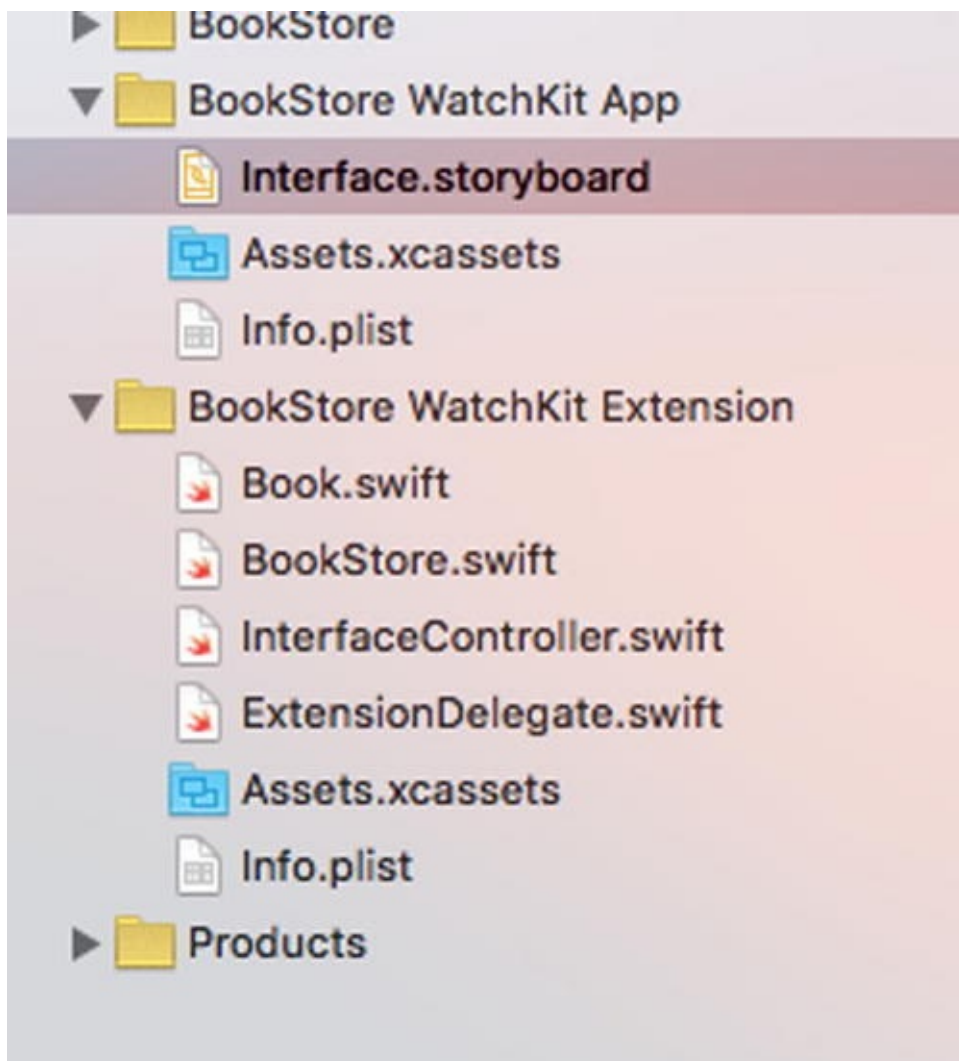 BookStore
BookStore WatchKit App
Interface.storyboard
Assets.xcassets
Info.plist
BookStore WatchKit Extension
Book.swift
BookStore.swift
InterfaceController.swift
ExtensionDelegate.swift
Assets.xcassets
Info.plist
Products